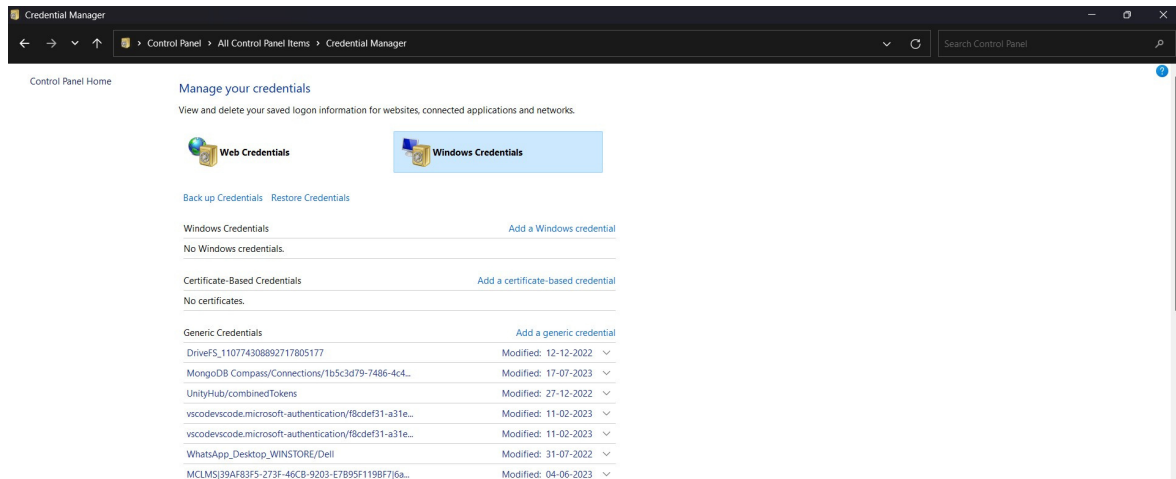 Credential Manager
Control Panel > All Control Panel Items > Credential Manager
Search Control Panel
?
Control Panel Home
Manage your credentials
View and delete your saved logon information for websites, connected applications and networks.
Web Credentials
Windows Credentials
Back up Credentials Restore Credentials
Windows Credentials Add a Windows credential
No Windows credentials.
Certificate-Based Credentials Add a certificate-based credential
No certificates.
Generic Credentials Add a generic credential
DriveFS_110774308892717805177 Modified: 12-12-2022
MongoDB Compass/Connections/1b5c3d79-7486-4c4... Modified: 17-07-2023
UnityHub/combinedTokens Modified: 27-12-2022
vscodevscode.microsoft-authentication/f8cdef31-a31e... Modified: 11-02-2023
vscodevscode.microsoft-authentication/f8cdef31-a31e... Modified: 11-02-2023
WhatsApp_Desktop_WINSTORE/Dell Modified: 31-07-2022
MCLMS|39AF83F5-273F-46CB-9203-E7B95F119BF7|6a... Modified: 04-06-2023